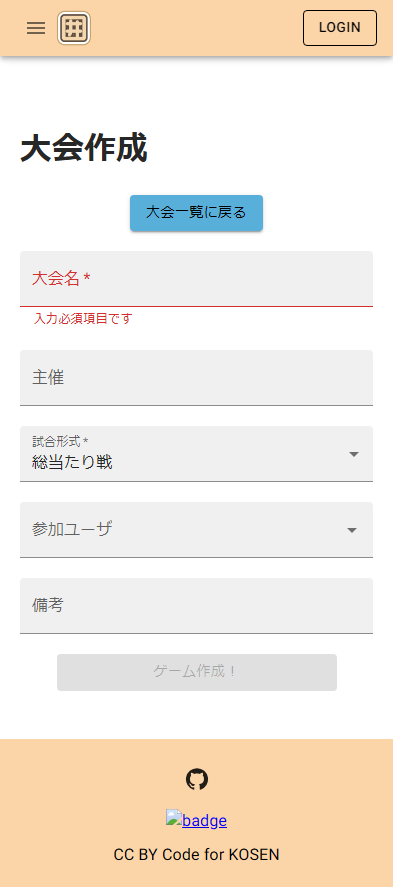 LOGIN
大会作成
大会一覧に戻る
大会名 *
入力必須項目です
主催
試合形式 *
総当たり戦
参加ユーザ
備考
ゲーム作成！
badge
CC BY Code for KOSEN